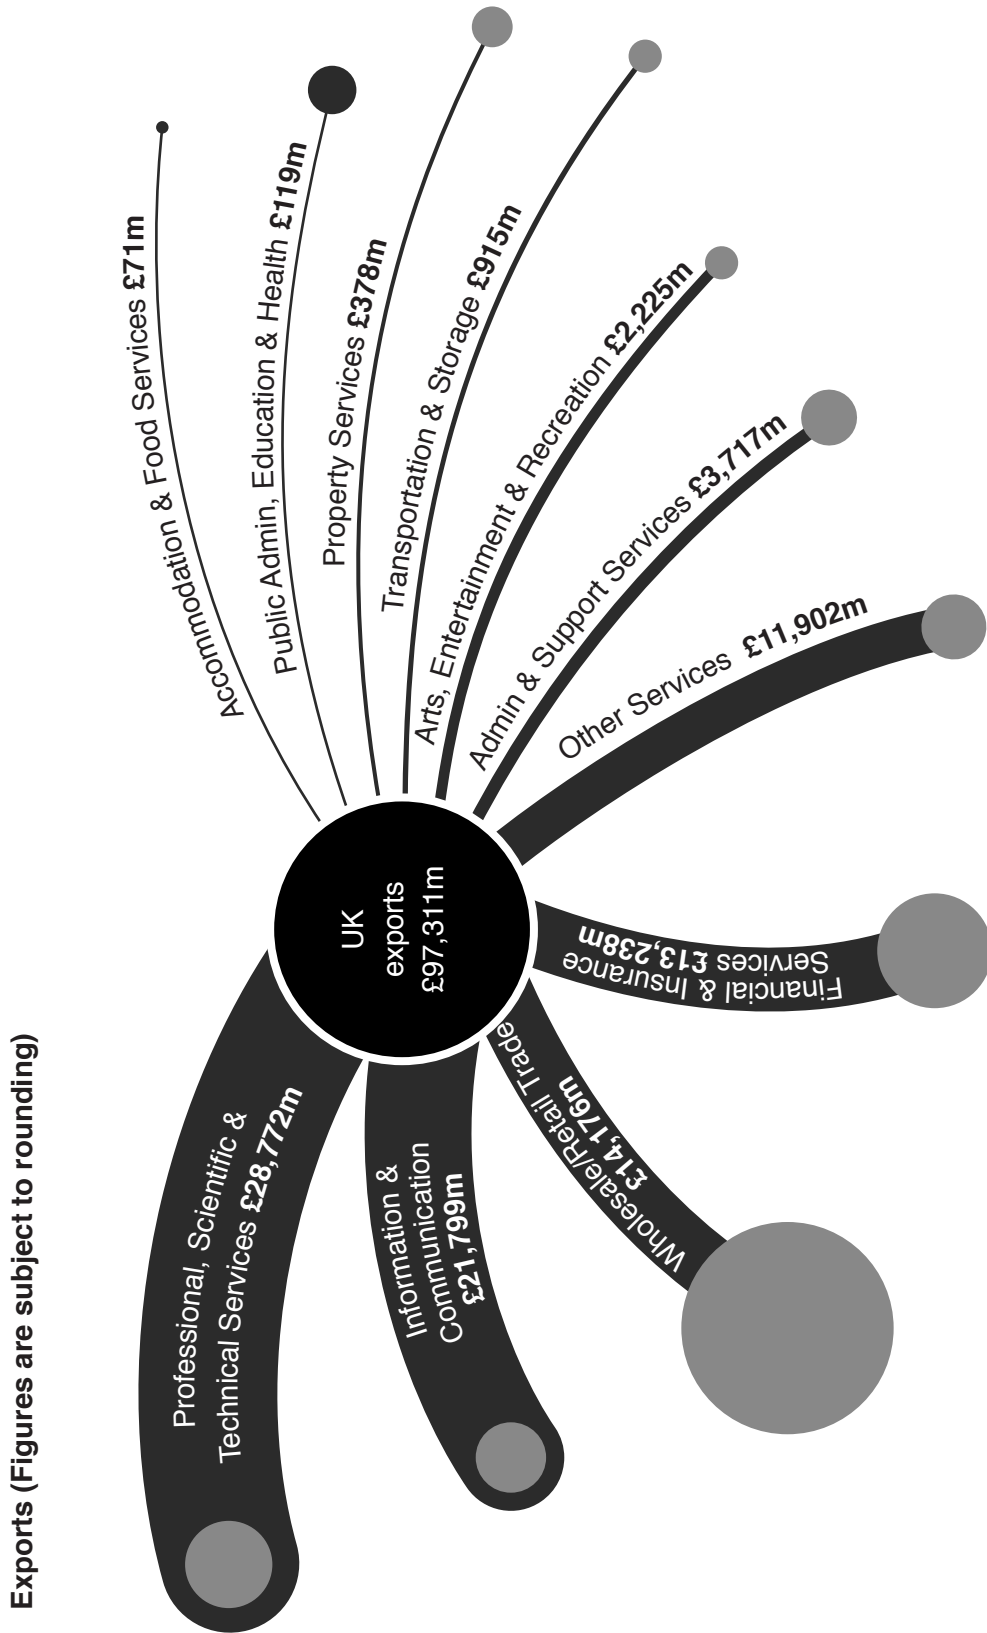 Exports (Figures are subject to rounding)
UK
exports
£97,311m
Professional, Scientific &
Technical Services £28,772m
Information &
Communication
£21,799m
Wholesale/Retail Trade
£14,176m
Financial & Insurance
Services £13,238m
Other Services £11,902m
Admin & Support Services £3,717m
Arts, Entertainment & Recreation £2,225m
Transportation & Storage £915m
Property Services £378m
Public Admin, Education & Health £119m
Accommodation & Food Services £71m